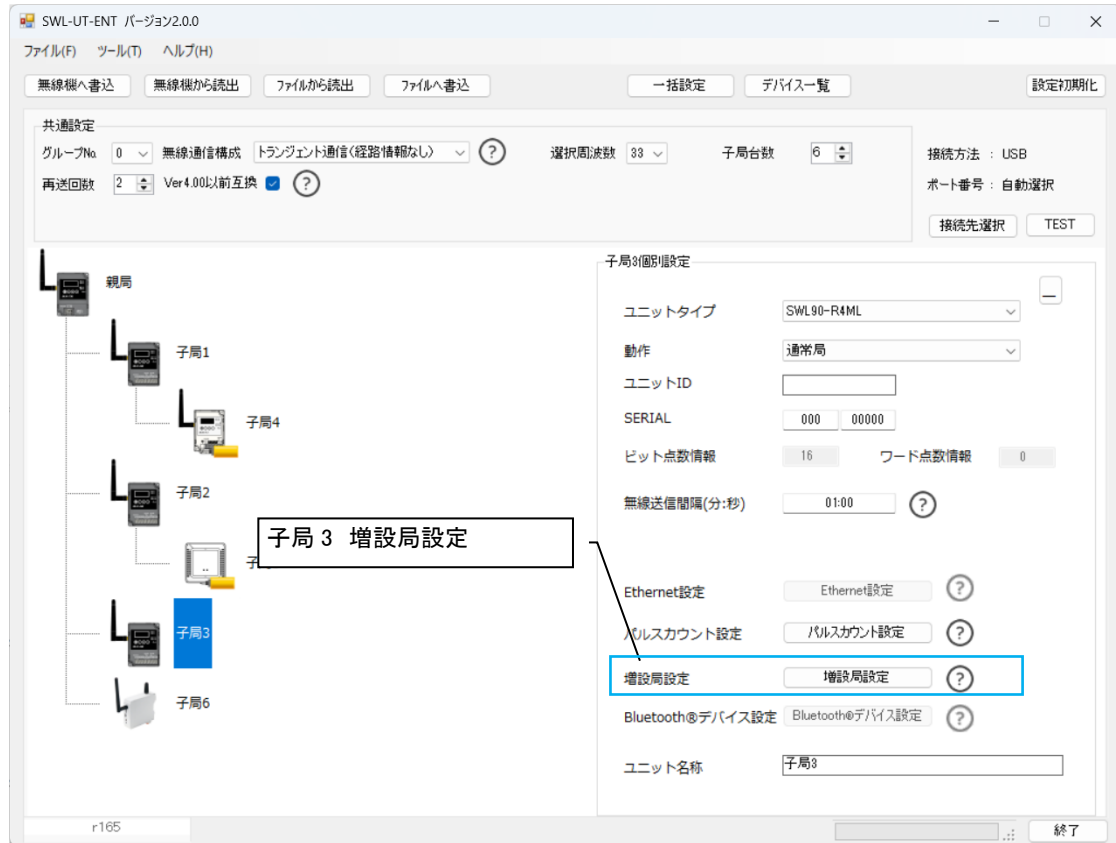 SWL-UT-ENT バージョン2.0.0
ファイル(F) ツール(T) ヘルプ(H)
無線機へ書込 無線機から読出 ファイルから読出 ファイルへ書込 一括設定 デバイス一覧 設定初期化
共通設定
グループNo. 0 無線通信構成 トランジェント通信(経路情報なし) ? 選択周波数 33 子局台数 6
再送回数 2 Ver4.00以前互換 ?
接続方法 : USB
ポート番号 : 自動選択
接続先選択 TEST
親局
子局1
子局4
子局2
子局3
子局6
子局3 増設局設定
子局3個別設定
ユニットタイプ SWL90-R4ML
動作 通常局
ユニットID
SERIAL 000 00000
ビット点数情報 16 ワード点数情報 0
無線送信間隔(分:秒) 01:00 ?
Ethernet設定 Ethernet設定 ?
パルスカウント設定 パルスカウント設定 ?
増設局設定 増設局設定 ?
Bluetooth®デバイス設定 Bluetooth®デバイス設定 ?
ユニット名称 子局3
r165
終了